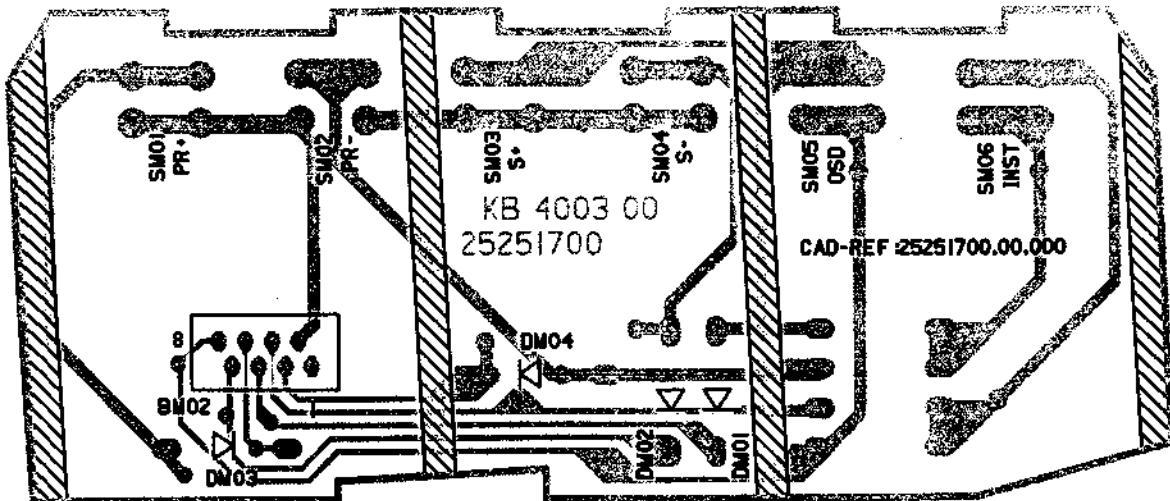 SM01
PR+
SM02
PR-
SM03
S+
SM04
S-
SM05
OSD
SM06
INST
KB 4003 00
25251700
CAD-REF :25251700.00.000
8
DM04
BM02
1
DM03
DM02
DM01